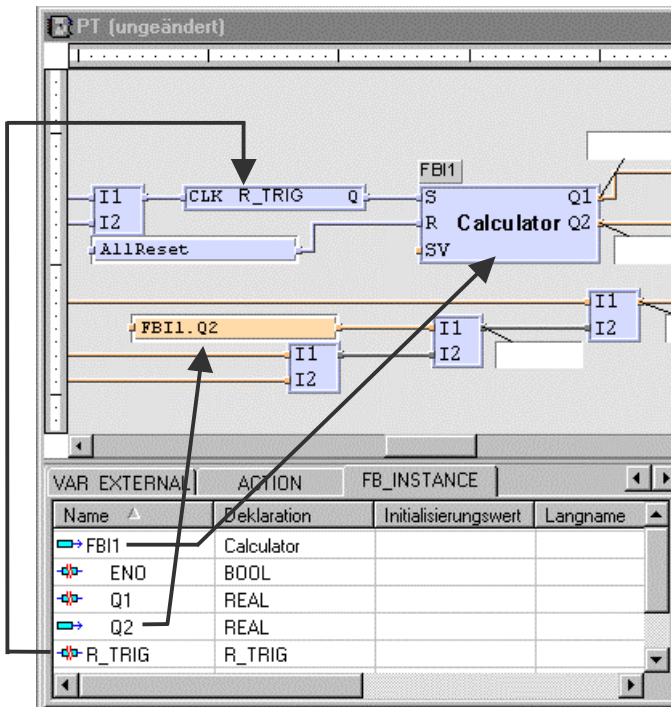 PT (ungeändert)
FBI1
I1
I2
CLK R_TRIG Q
S Q1
R Calculator Q2
SV
AllReset
I1
I2
FBI1.Q2
I1
I2
I1
I2
VAR EXTERNAL ACTION FB_INSTANCE
Name Deklaration Initialisierungswert Langname
FBI1 Calculator
ENO BOOL
Q1 REAL
Q2 REAL
R_TRIG R_TRIG